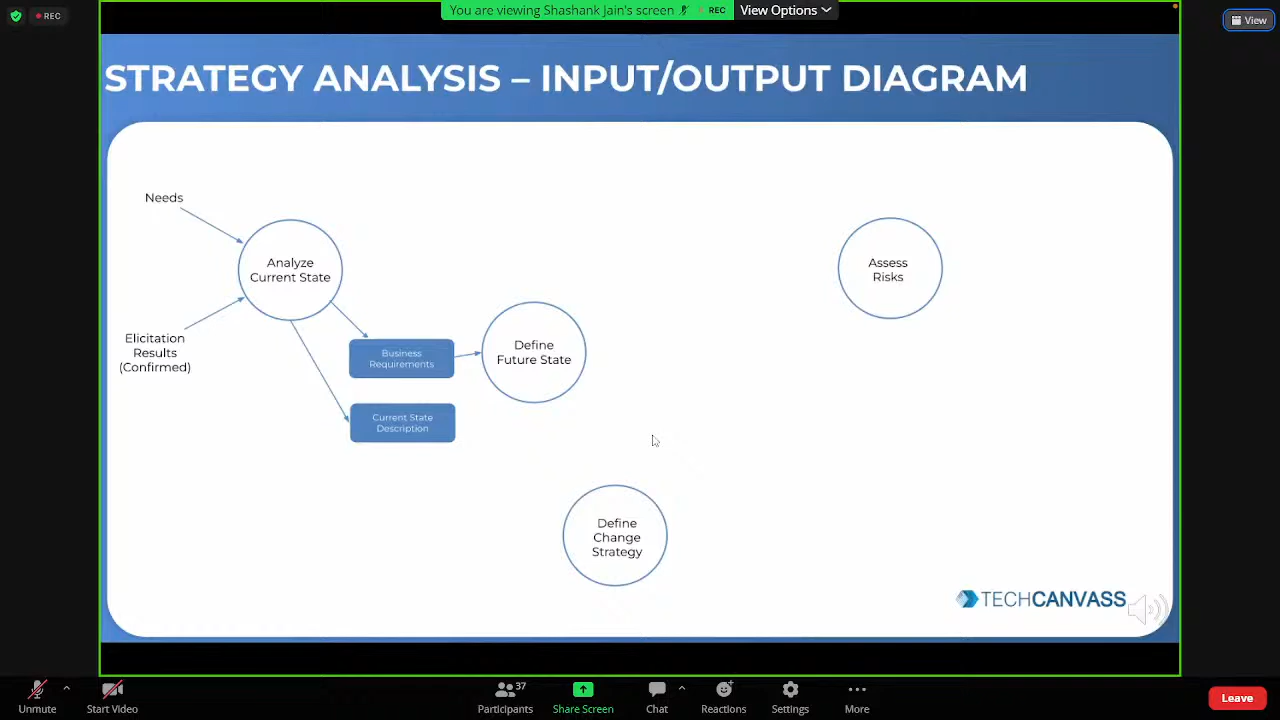 You are viewing Shashank Jain's screen
REC
View Options
REC
View
STRATEGY ANALYSIS – INPUT/OUTPUT DIAGRAM
Needs
Analyze
Current State
Elicitation
Results
(Confirmed)
Business
Requirements
Current State
Description
Define
Future State
Assess
Risks
Define
Change
Strategy
TECHCANVASS
Unmute
Start Video
37
Participants
Share Screen
Chat
Reactions
Settings
More
Leave